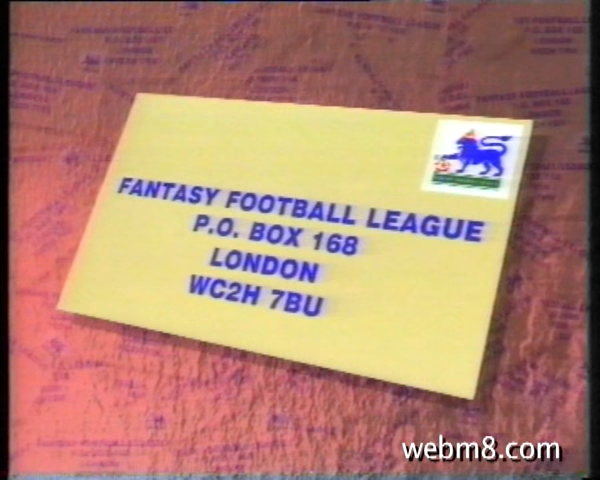 FANTASY FOOTBALL LEAGUE
P.O. BOX 168
LONDON
WC2H 7BU
webm8.com